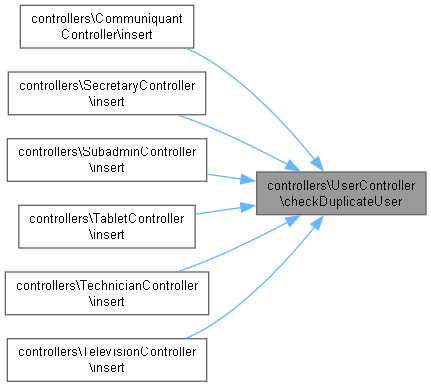 controllers\Communiquant
Controller\insert
controllers\SecretaryController
\insert
controllers\SubadminController
\insert
controllers\UserController
\checkDuplicateUser
controllers\TabletController
\insert
controllers\TechnicianController
\insert
controllers\TelevisionController
\insert